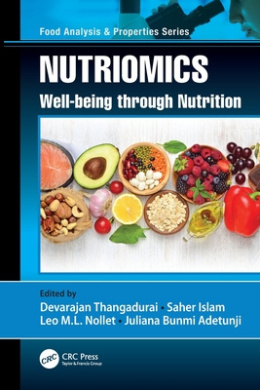 Food Analysis & Properties Series
NUTRIOMICS
Well-being through Nutrition
Edited by
Devarajan Thangadurai • Saher Islam
Leo M.L. Nollet • Juliana Bunmi Adetunji
CRC
CRC Press
Taylor & Francis Group